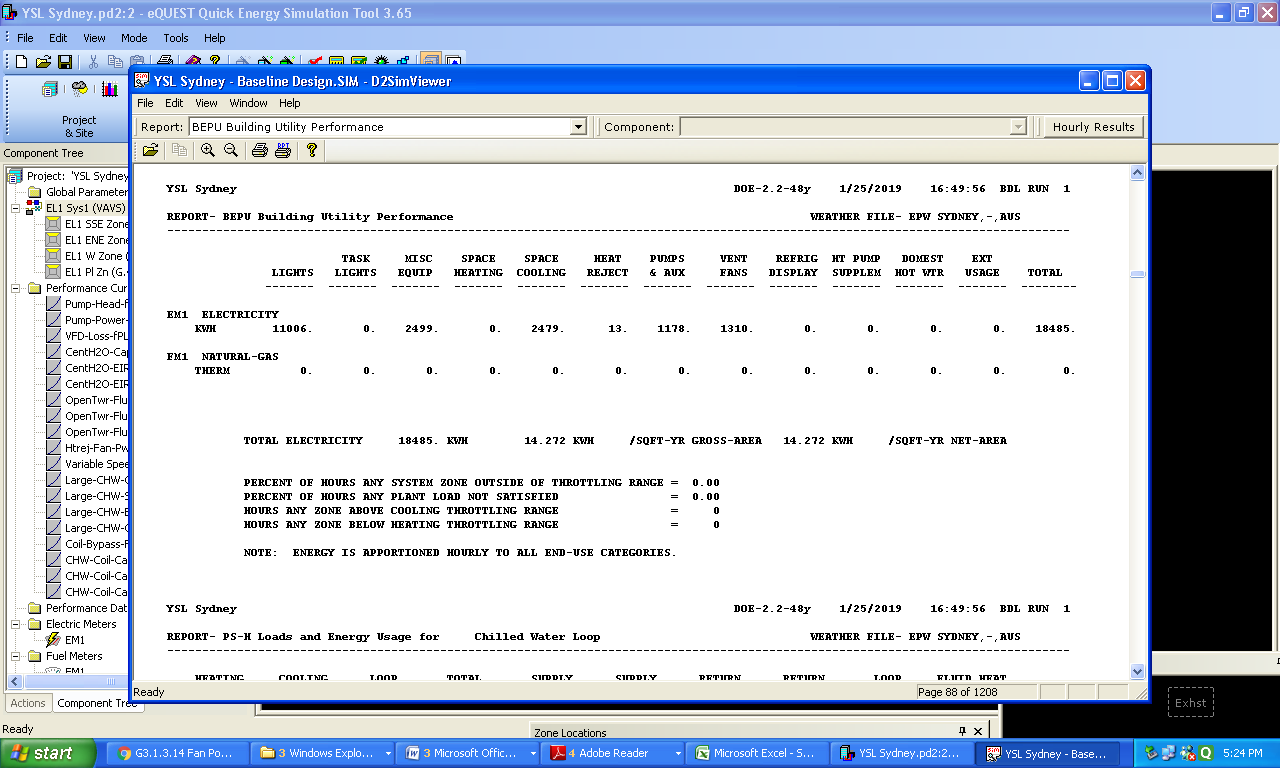 YSL Sydney.pd2:2 - eQUEST Quick Energy Simulation Tool 3.65
File Edit View Mode Tools Help
Project
& Site
Component Tree
Project: 'YSL Sydney
Global Parameter
EL1 Sys1 (VAVS)
EL1 SSE Zone
EL1 ENE Zone
EL1 W Zone (
EL1 Pl Zn (G.
Performance Cur
Pump-Head-f
Pump-Power-
VFD-Loss-fPL
CentH2O-Cap
CentH2O-EIR
CentH2O-EIR
OpenTwr-Flu
OpenTwr-Flu
OpenTwr-Flu
Htrej-Fan-Pw
Variable Spee
Large-CHW-C
Large-CHW-S
Large-CHW-E
Large-CHW-C
Coil-Bypass-F
CHW-Coil-Ca
CHW-Coil-Ca
CHW-Coil-Ca
Performance Dat
Electric Meters
EM1
Fuel Meters
FM1
Actions Component Tree
Ready
YSL Sydney - Baseline Design.SIM - D2SimViewer
File Edit View Window Help
Report: BEPU Building Utility Performance Component: Hourly Results
YSL Sydney DOE-2.2-48y 1/25/2019 16:49:56 BDL RUN 1
REPORT- BEPU Building Utility Performance WEATHER FILE- EPW SYDNEY,-,AUS
TASK MISC SPACE SPACE HEAT PUMPS VENT REFRIG HT PUMP DOMEST EXT
LIGHTS LIGHTS EQUIP HEATING COOLING REJECT & AUX FANS DISPLAY SUPPLEM HOT WTR USAGE TOTAL
EM1 ELECTRICITY
KWH 11006. 0. 2499. 0. 2479. 13. 1178. 1310. 0. 0. 0. 0. 18485.
FM1 NATURAL-GAS
THERM 0. 0. 0. 0. 0. 0. 0. 0. 0. 0. 0. 0. 0.
TOTAL ELECTRICITY 18485. KWH 14.272 KWH /SQFT-YR GROSS-AREA 14.272 KWH /SQFT-YR NET-AREA
PERCENT OF HOURS ANY SYSTEM ZONE OUTSIDE OF THROTTLING RANGE = 0.00
PERCENT OF HOURS ANY PLANT LOAD NOT SATISFIED = 0.00
HOURS ANY ZONE ABOVE COOLING THROTTLING RANGE = 0
HOURS ANY ZONE BELOW HEATING THROTTLING RANGE = 0
NOTE: ENERGY IS APPORTIONED HOURLY TO ALL END-USE CATEGORIES.
YSL Sydney DOE-2.2-48y 1/25/2019 16:49:56 BDL RUN 1
REPORT- PS-H Loads and Energy Usage for Chilled Water Loop WEATHER FILE- EPW SYDNEY,-,AUS
HEATING COOLING LOOP TOTAL SUPPLY SUPPLY RETURN RETURN LOOP FLUID HEAT
Ready Page 88 of 1208
Exhst
Zone Locations
start G3.1.3.14 Fan Po... 3 Windows Explo... 3 Microsoft Offic... 4 Adobe Reader Microsoft Excel - S... YSL Sydney.pd2:2... YSL Sydney - Base... 5:24 PM